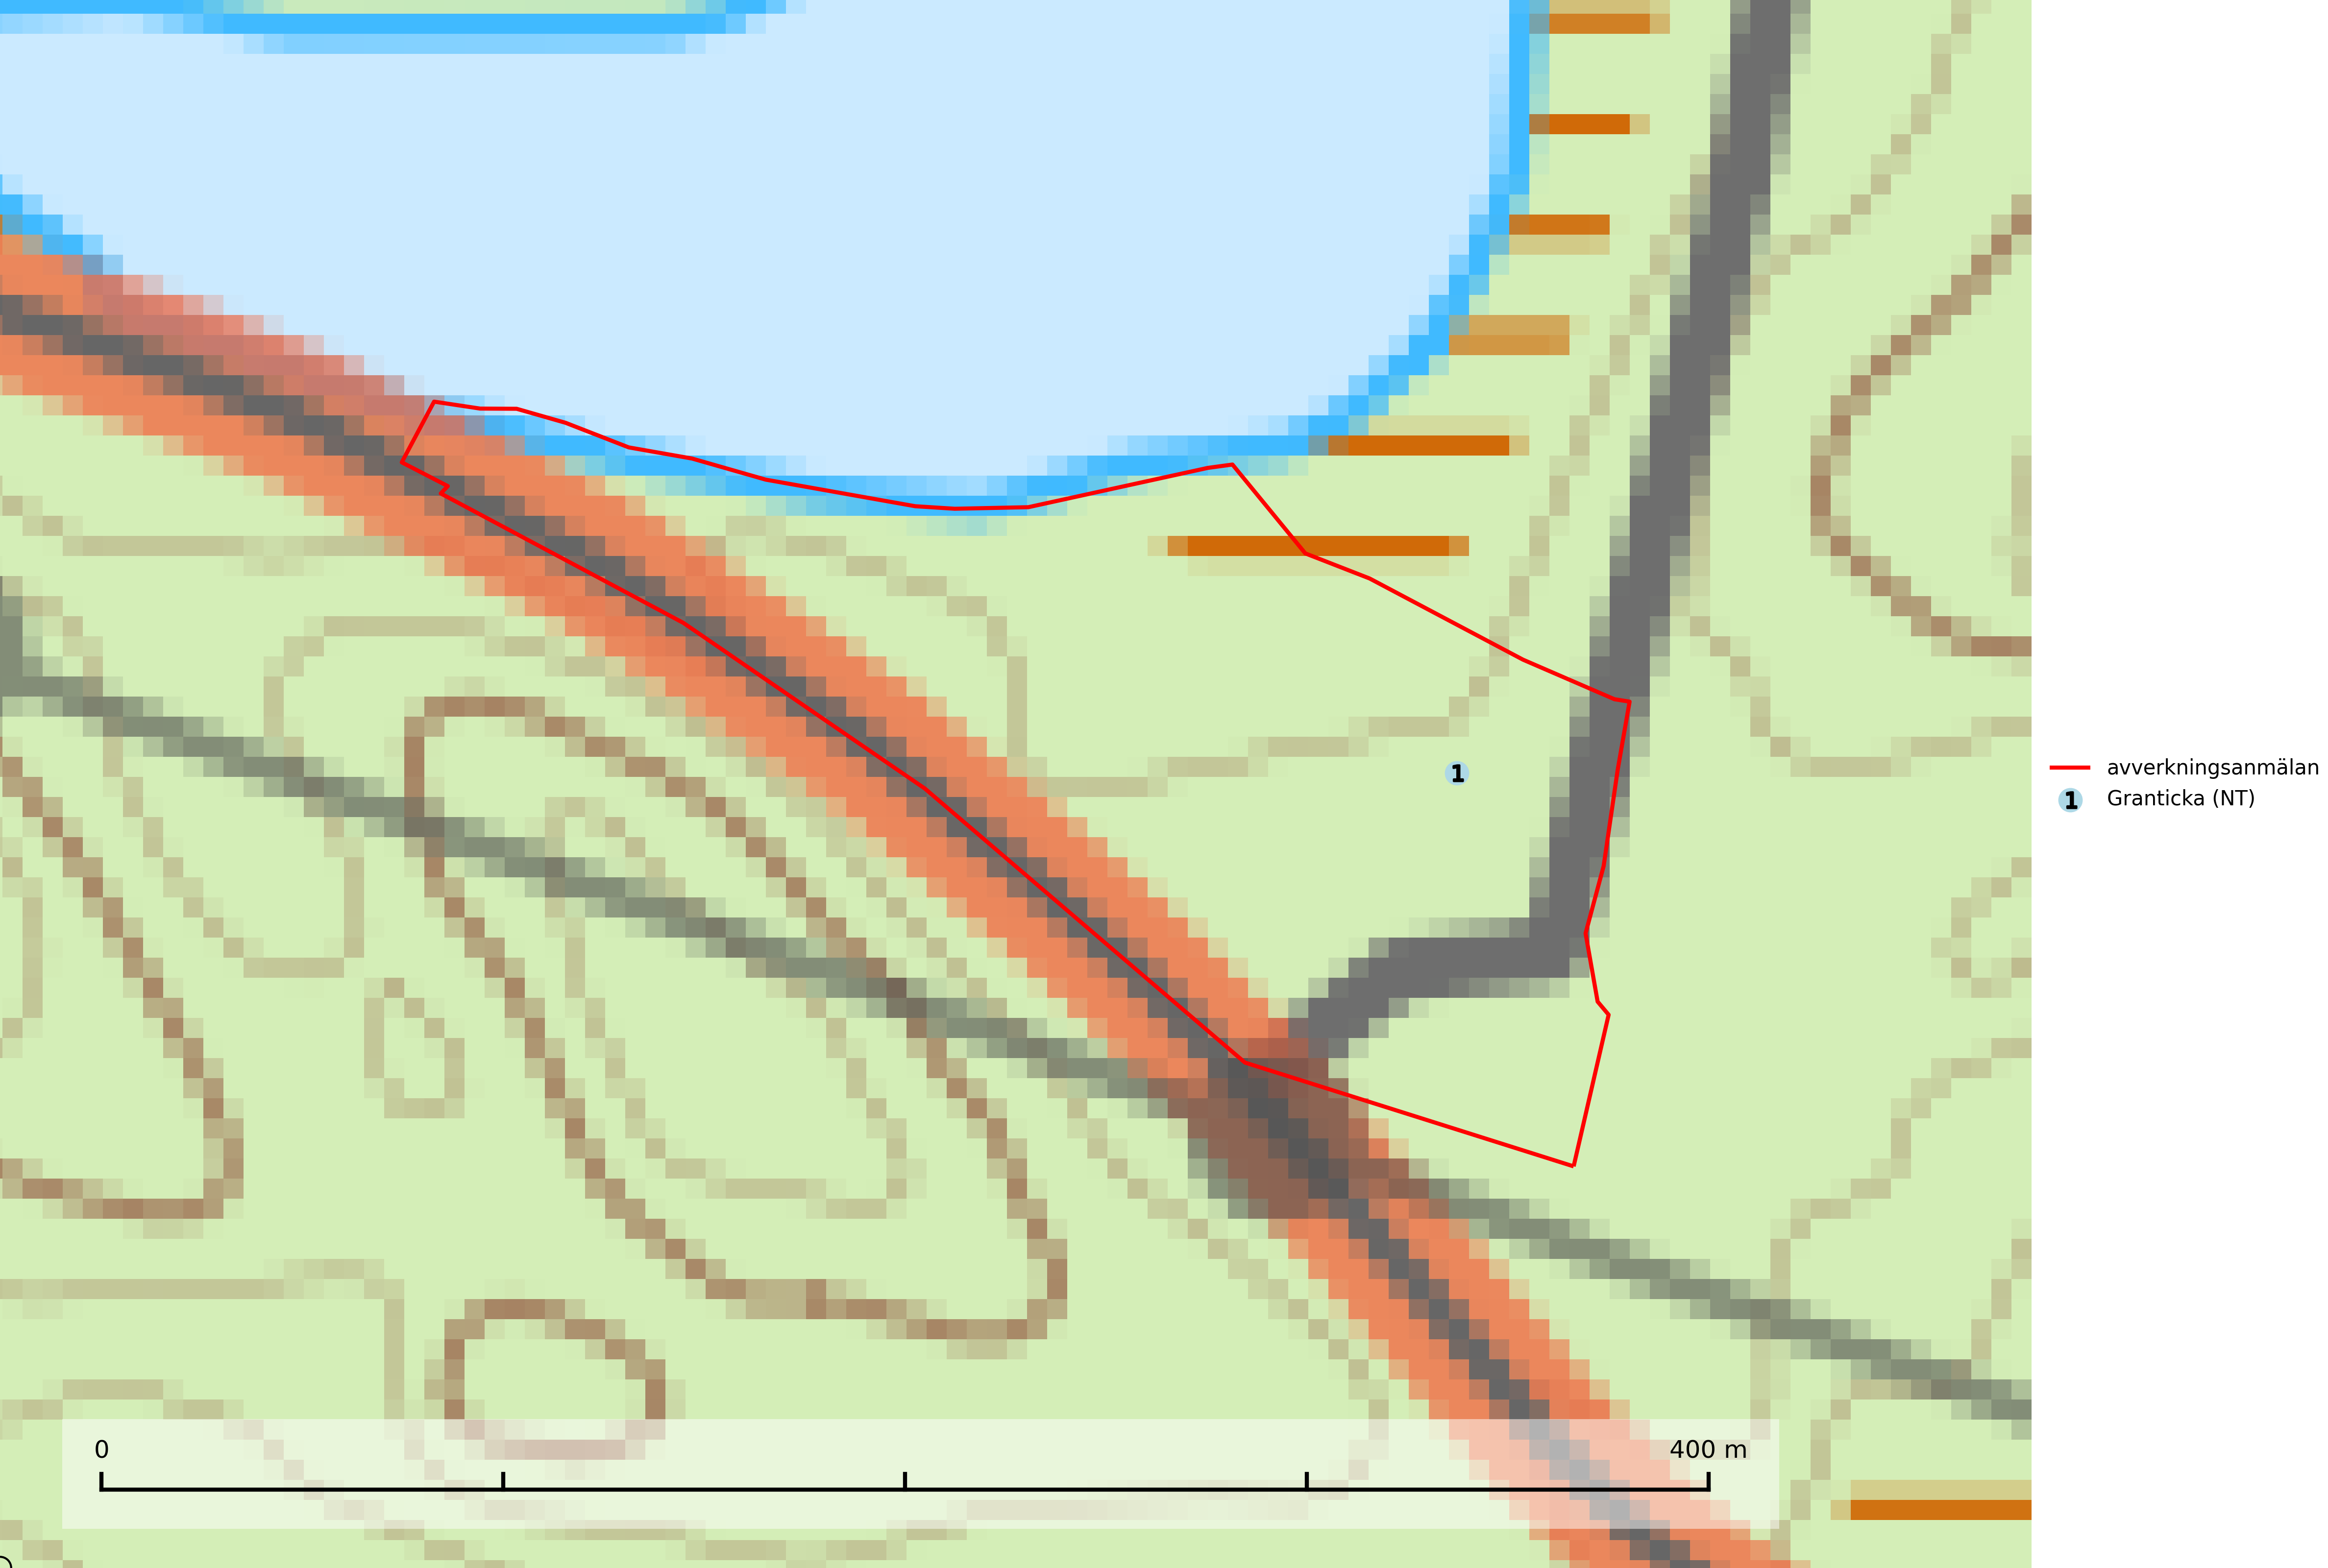 1
avverkningsanmälan
1 Granticka (NT)
0 400 m